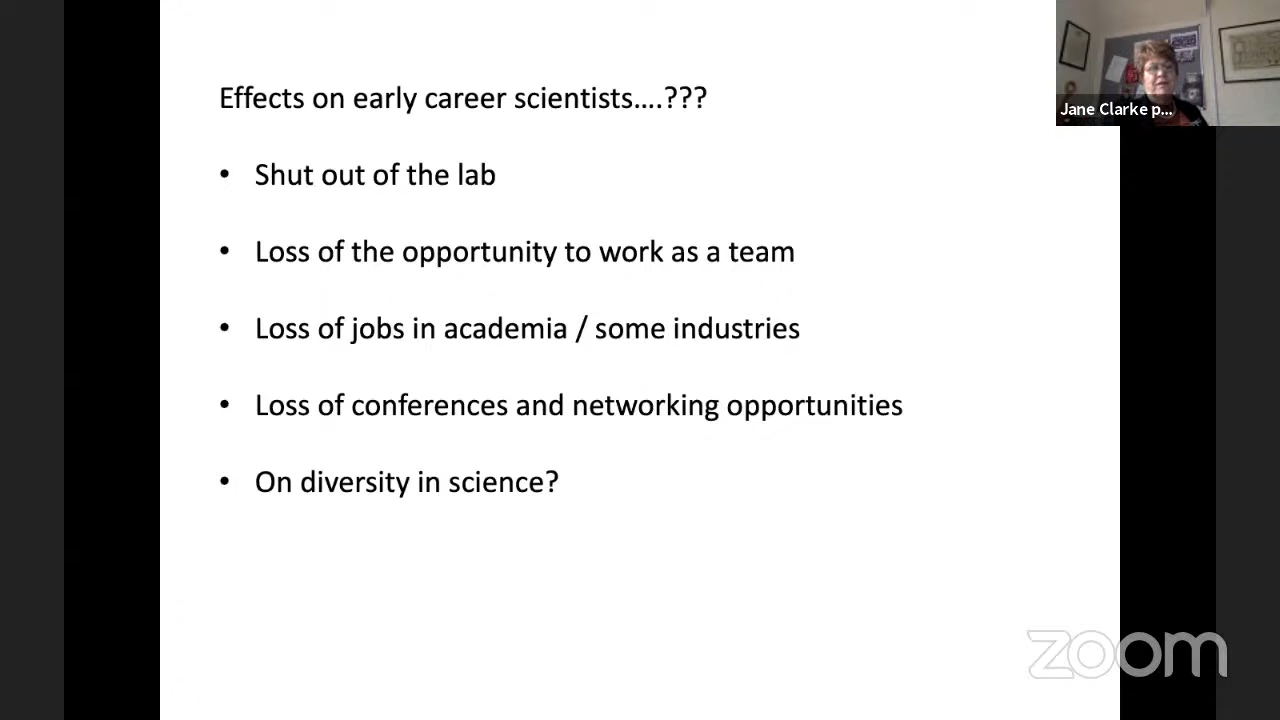 Effects on early career scientists....???
• Shut out of the lab
• Loss of the opportunity to work as a team
• Loss of jobs in academia / some industries
• Loss of conferences and networking opportunities
• On diversity in science?
Jane Clarke p...
zoom